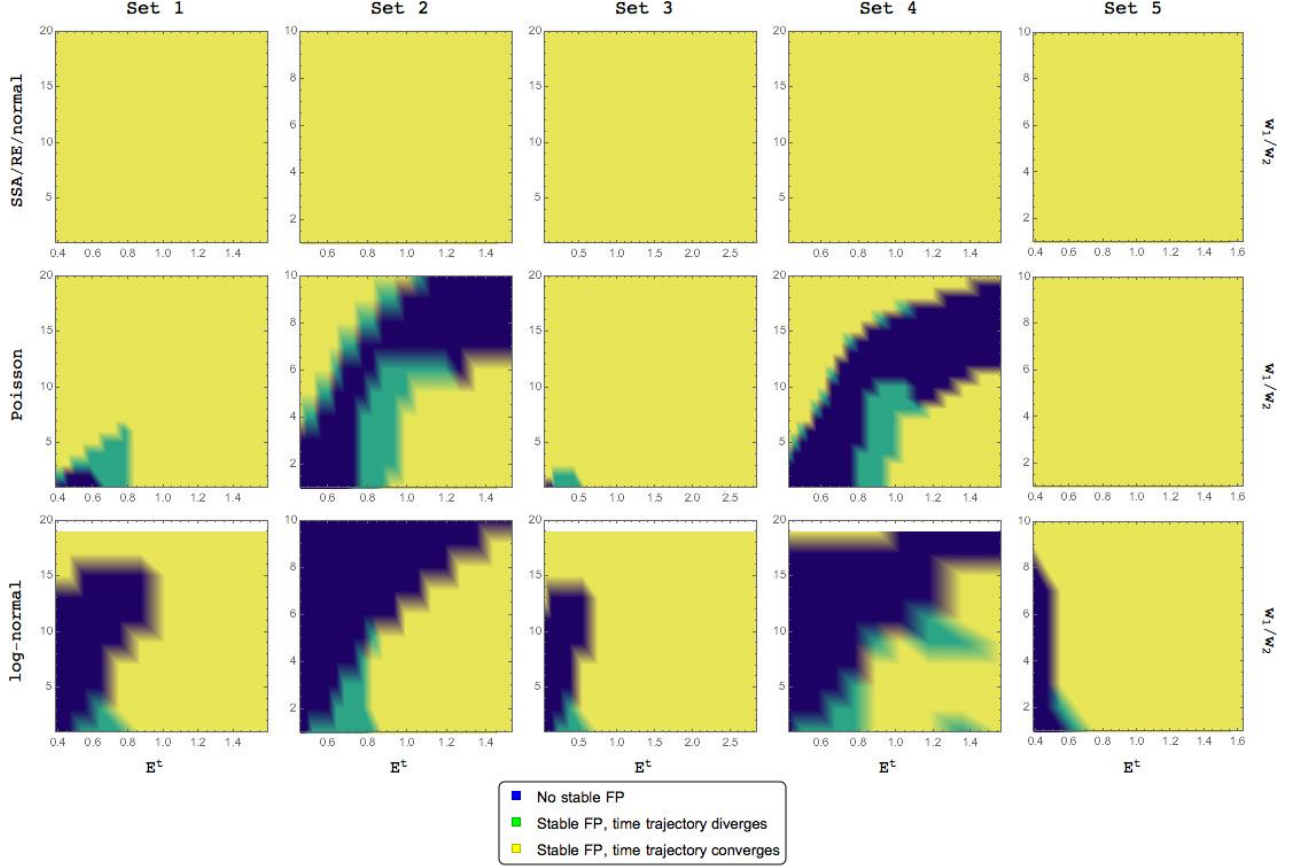 Set 1 Set 2 Set 3 Set 4 Set 5
SSA/RE/normal
20 15 10 5
0.4 0.6 0.8 1.0 1.2 1.4
10 8 6 4 2
0.6 0.8 1.0 1.2 1.4
20 15 10 5
0.5 1.0 1.5 2.0 2.5
20 15 10 5
0.6 0.8 1.0 1.2 1.4
10 8 6 4 2
0.4 0.6 0.8 1.0 1.2 1.4 1.6
w₁/w₂
Poisson
20 15 10 5
0.4 0.6 0.8 1.0 1.2 1.4
10 8 6 4 2
0.6 0.8 1.0 1.2 1.4
20 15 10 5
0.5 1.0 1.5 2.0 2.5
20 15 10 5
0.6 0.8 1.0 1.2 1.4
10 8 6 4 2
0.4 0.6 0.8 1.0 1.2 1.4 1.6
w₁/w₂
log-normal
20 15 10 5
0.4 0.6 0.8 1.0 1.2 1.4
10 8 6 4 2
0.6 0.8 1.0 1.2 1.4
20 15 10 5
0.5 1.0 1.5 2.0 2.5
20 15 10 5
0.6 0.8 1.0 1.2 1.4
10 8 6 4 2
0.4 0.6 0.8 1.0 1.2 1.4 1.6
w₁/w₂
Eᵗ Eᵗ Eᵗ Eᵗ Eᵗ
No stable FP
Stable FP, time trajectory diverges
Stable FP, time trajectory converges